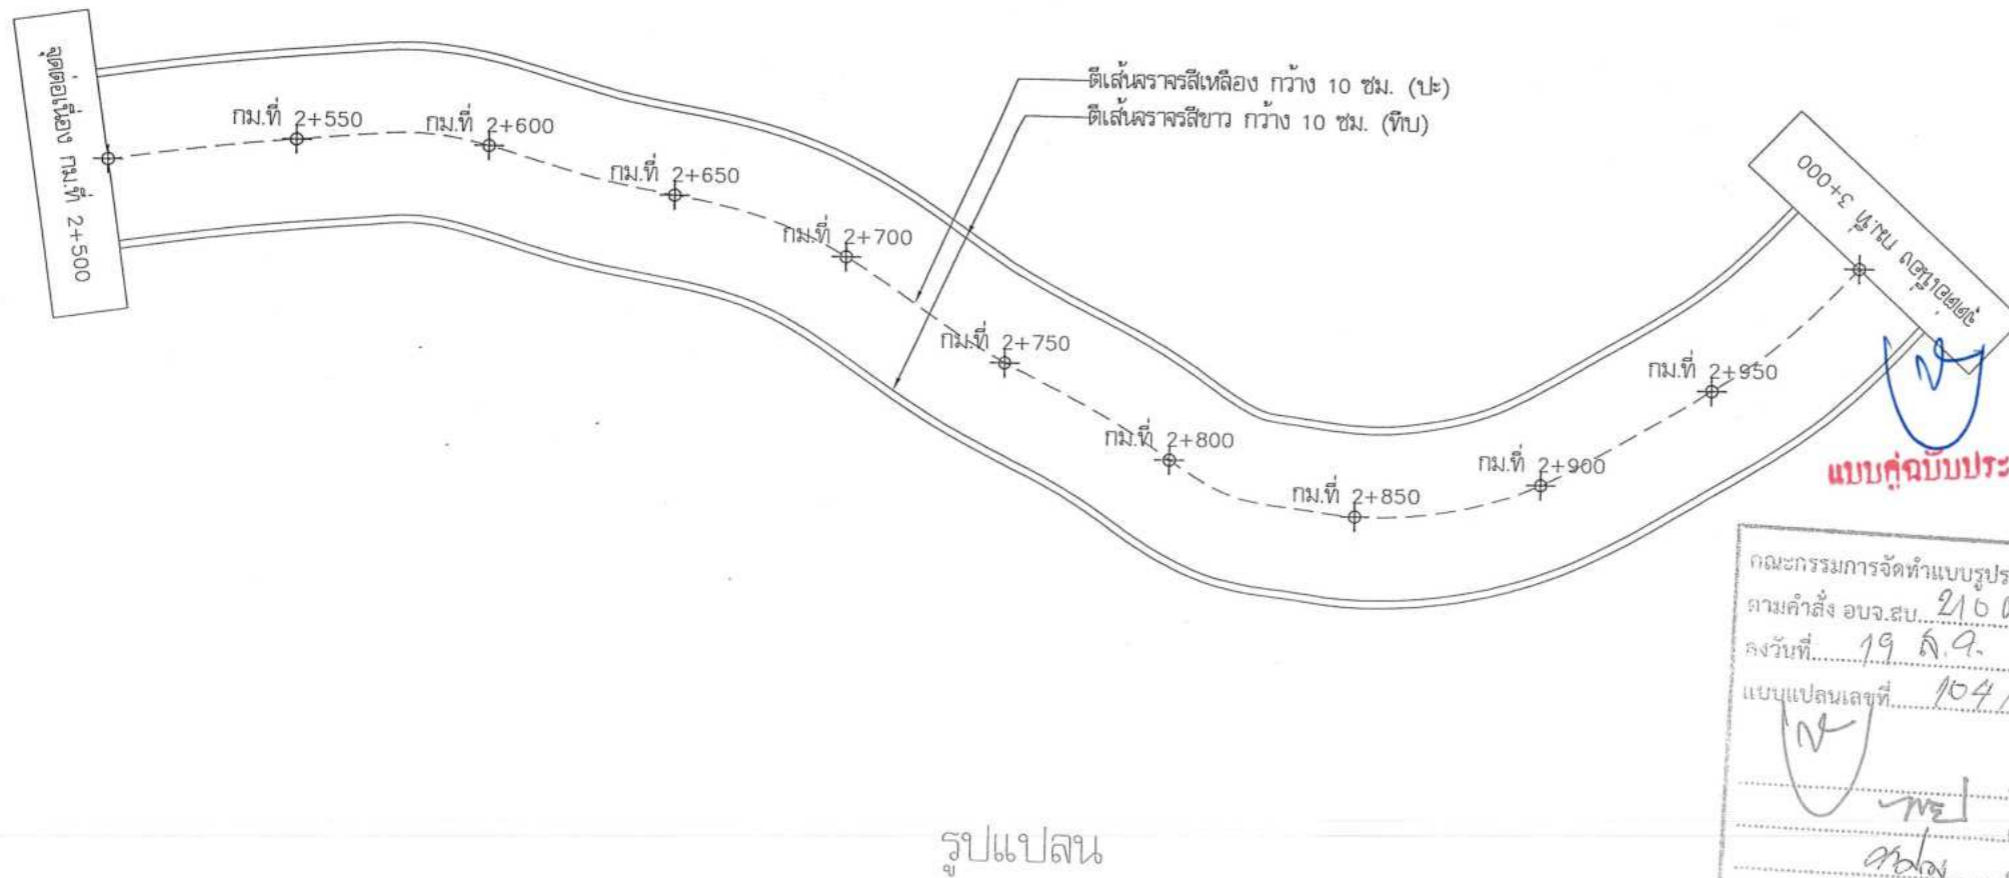 จุดต่อเนื่อง กม.ที่ 2+500
กม.ที่ 2+550
กม.ที่ 2+600
กม.ที่ 2+650
กม.ที่ 2+700
กม.ที่ 2+750
กม.ที่ 2+800
กม.ที่ 2+850
กม.ที่ 2+900
กม.ที่ 2+950
จุดต่อเนื่อง กม.ที่ 3+000
ตีเส้นจราจรสีเหลือง กว้าง 10 ซม. (ปะ)
ตีเส้นจราจรสีขาว กว้าง 10 ซม. (ทึบ)
แบบคู่ฉบับประ
คณะกรรมการจัดทำแบบรูปร
ตามคำสั่ง อบจ.สบ.
ลงวันที่ 19 ส.ค.
แบบแปลนเลขที่ 104/
รูปแปลน